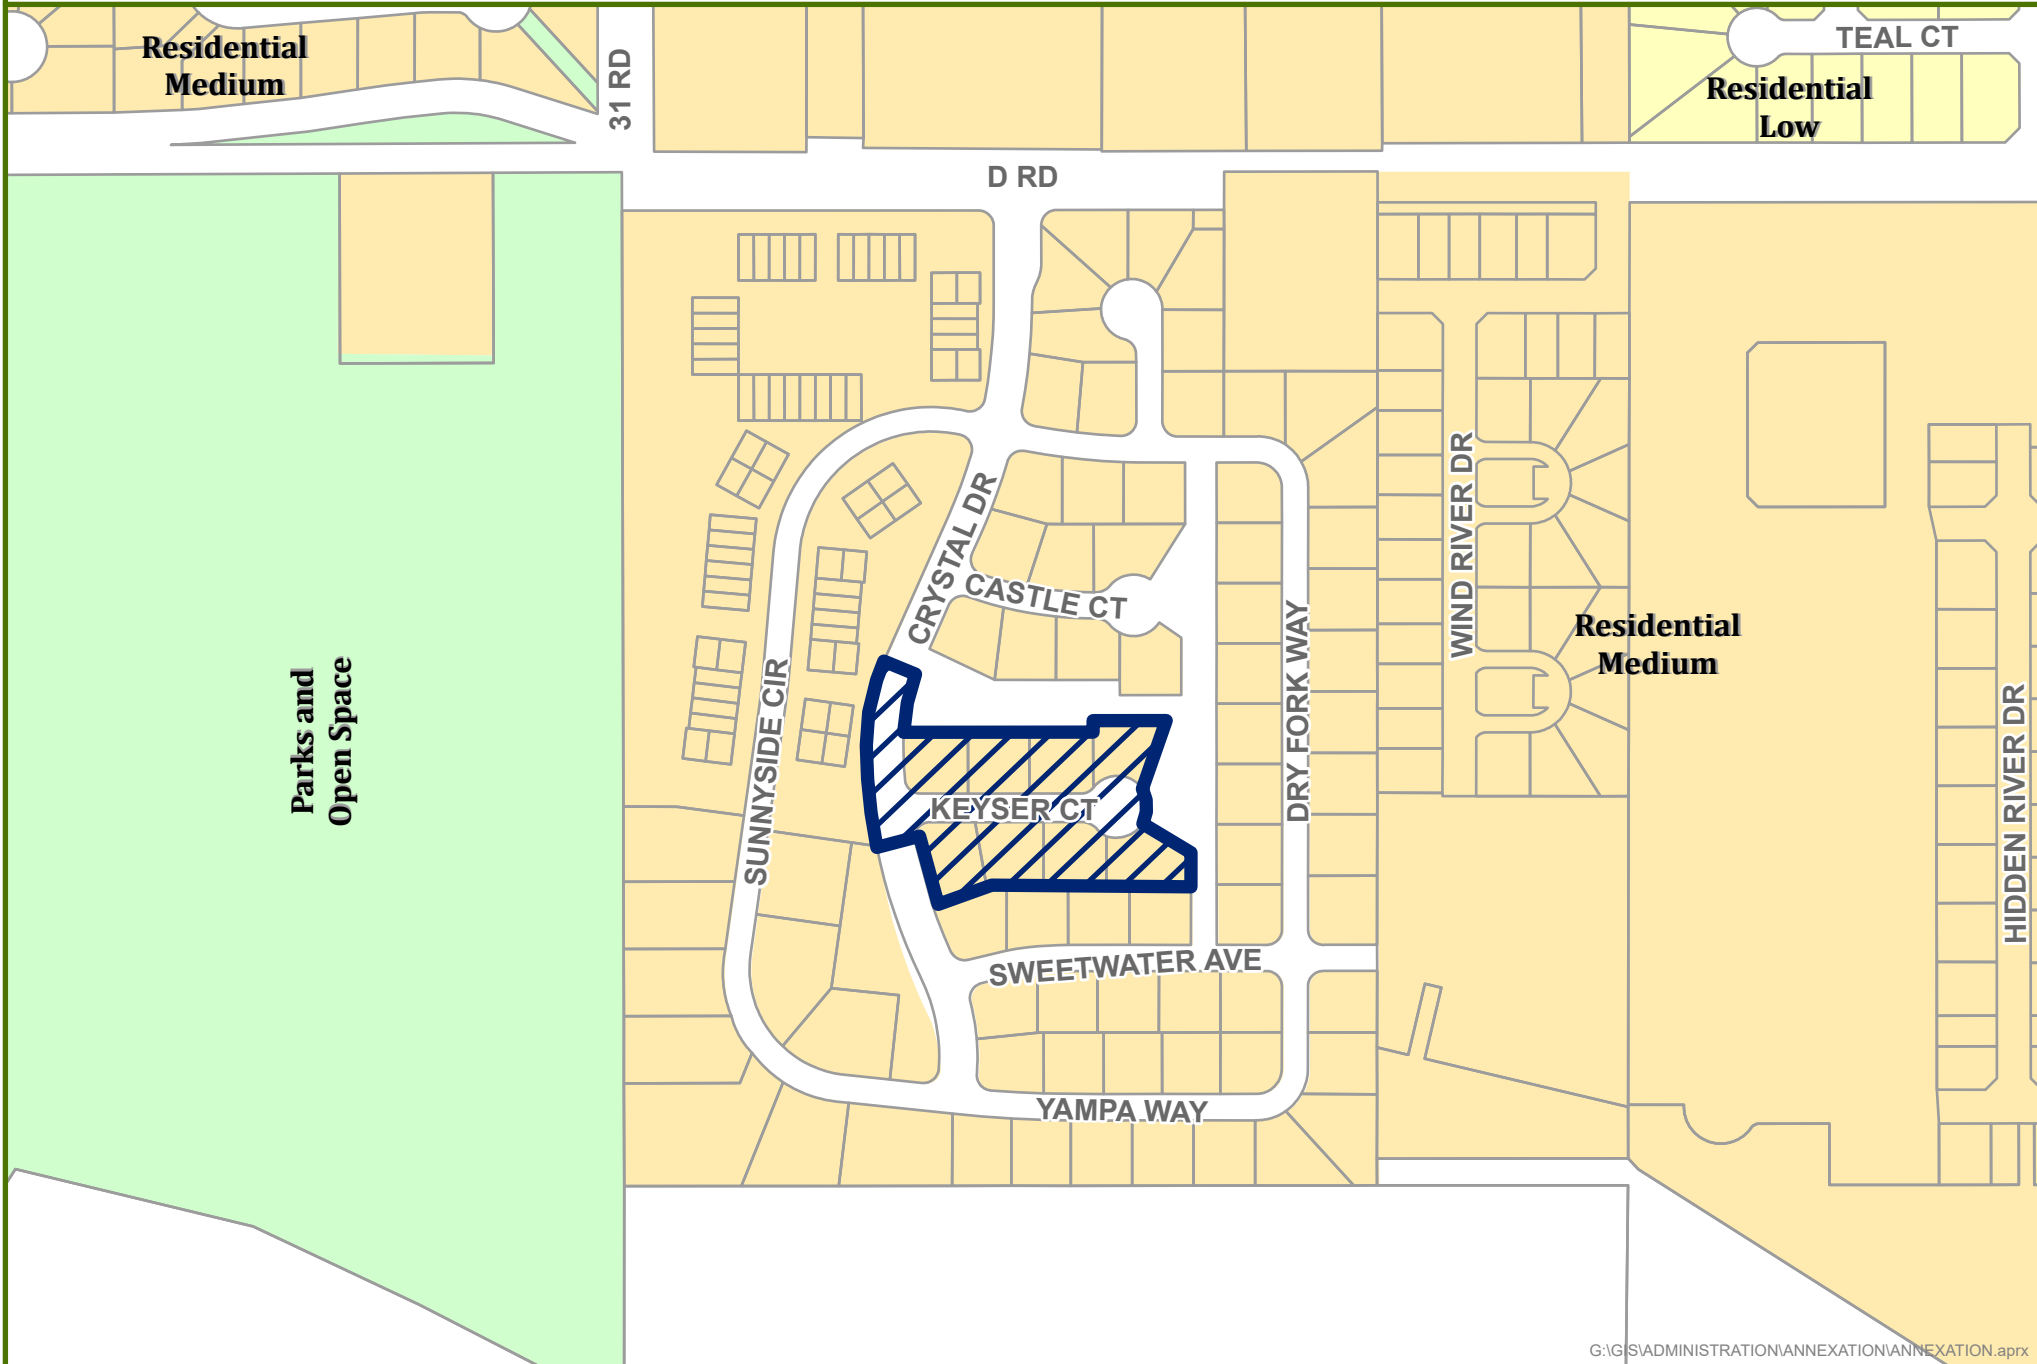 Residential
Medium
31 RD
TEAL CT
Residential
Low
D RD
CRYSTAL DR
CASTLE CT
WIND RIVER DR
Residential
Medium
DRY FORK WAY
SUNNYSIDE CIR
Parks and
Open Space
KEYSER CT
HIDDEN RIVER DR
SWEETWATER AVE
YAMPA WAY
G:\GIS\ADMINISTRATION\ANNEXATION\ANNEXATION.aprx